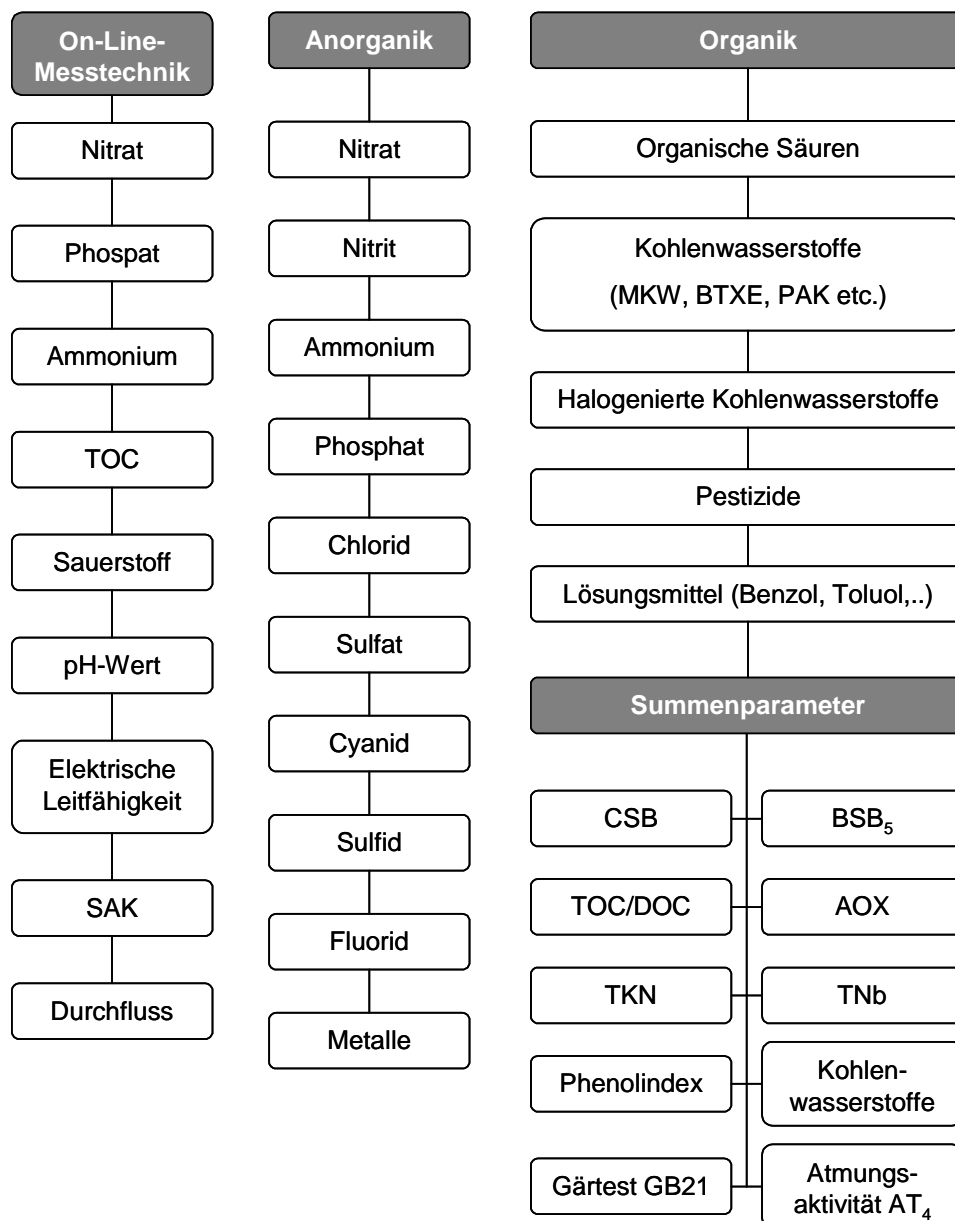 On-Line-
Messtechnik
Nitrat
Phospat
Ammonium
TOC
Sauerstoff
pH-Wert
Elektrische
Leitfähigkeit
SAK
Durchfluss
Anorganik
Nitrat
Nitrit
Ammonium
Phosphat
Chlorid
Sulfat
Cyanid
Sulfid
Fluorid
Metalle
Organik
Organische Säuren
Kohlenwasserstoffe
(MKW, BTXE, PAK etc.)
Halogenierte Kohlenwasserstoffe
Pestizide
Lösungsmittel (Benzol, Toluol,..)
Summenparameter
CSB
BSB₅
TOC/DOC
AOX
TKN
TNb
Phenolindex
Kohlen-
wasserstoffe
Gärtest GB21
Atmungs-
aktivität AT₄